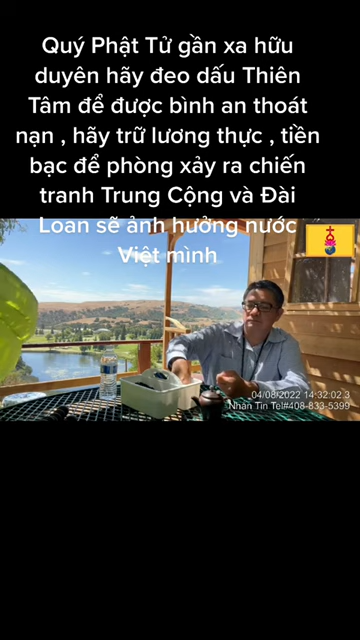 Quý Phật Tử gần xa hữu
duyên hãy đeo dấu Thiên
Tâm để được bình an thoát
nạn , hãy trữ lương thực , tiền
bạc để phòng xảy ra chiến
tranh Trung Cộng và Đài
Loan sẽ ảnh hưởng nước
Việt mình
04/08/2022 14:32:02.3
Nhắn Tin Tel#408-833-5399